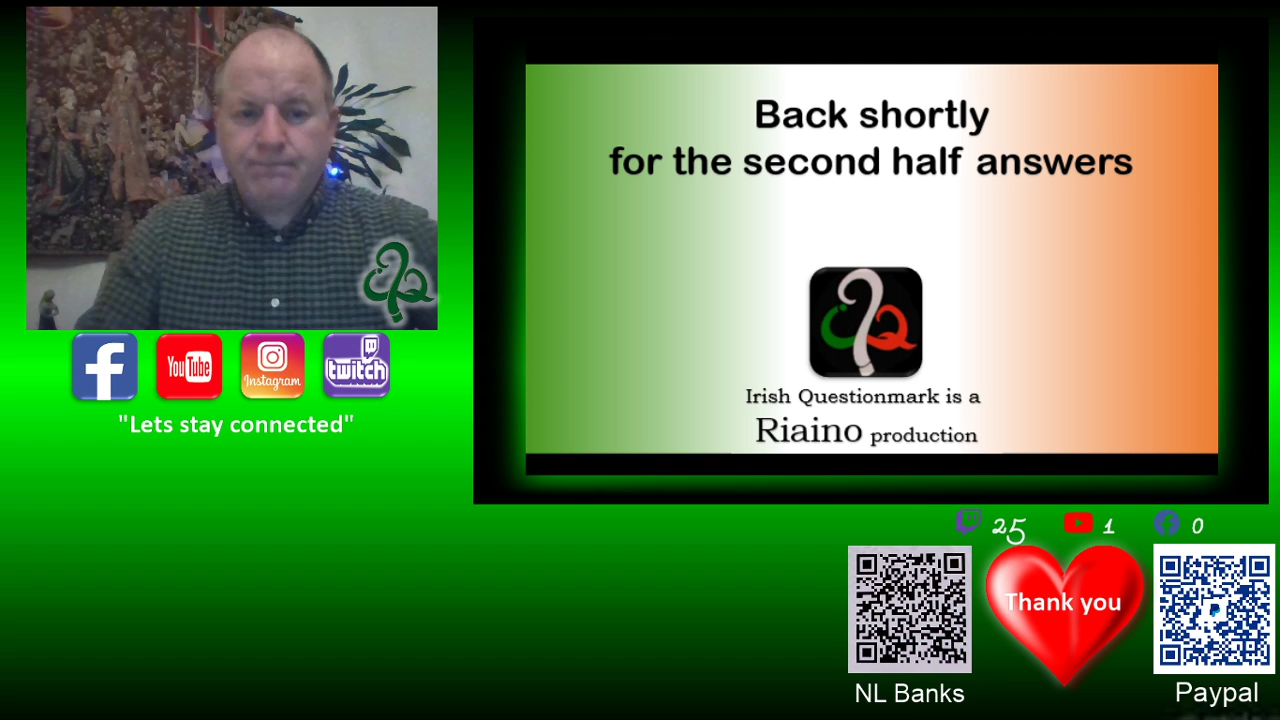 Back shortly
for the second half answers
Irish Questionmark is a
Riaino production
f
YouTube
Instagram
twitch
"Lets stay connected"
25
1
0
Thank you
NL Banks
Paypal